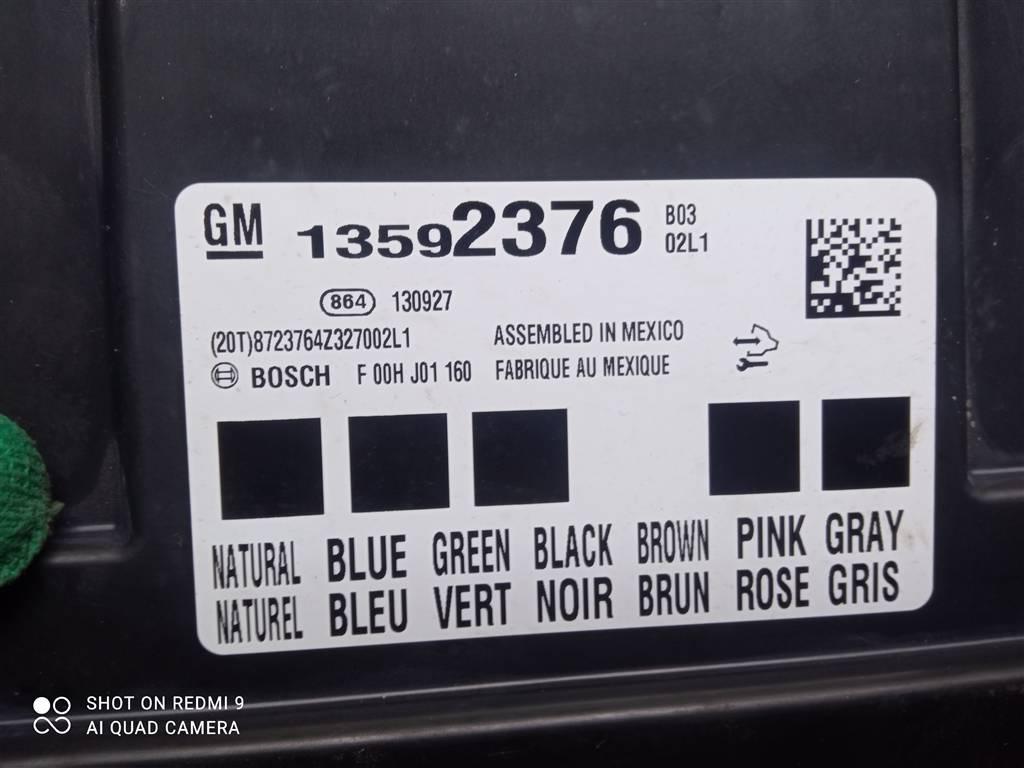 GM 13592376 B03
02L1
864 130927
(20T)8723764Z327002L1 ASSEMBLED IN MEXICO
BOSCH F 00H J01 160 FABRIQUE AU MEXIQUE
NATURAL BLUE GREEN BLACK BROWN PINK GRAY
NATUREL BLEU VERT NOIR BRUN ROSE GRIS
SHOT ON REDMI 9
AI QUAD CAMERA